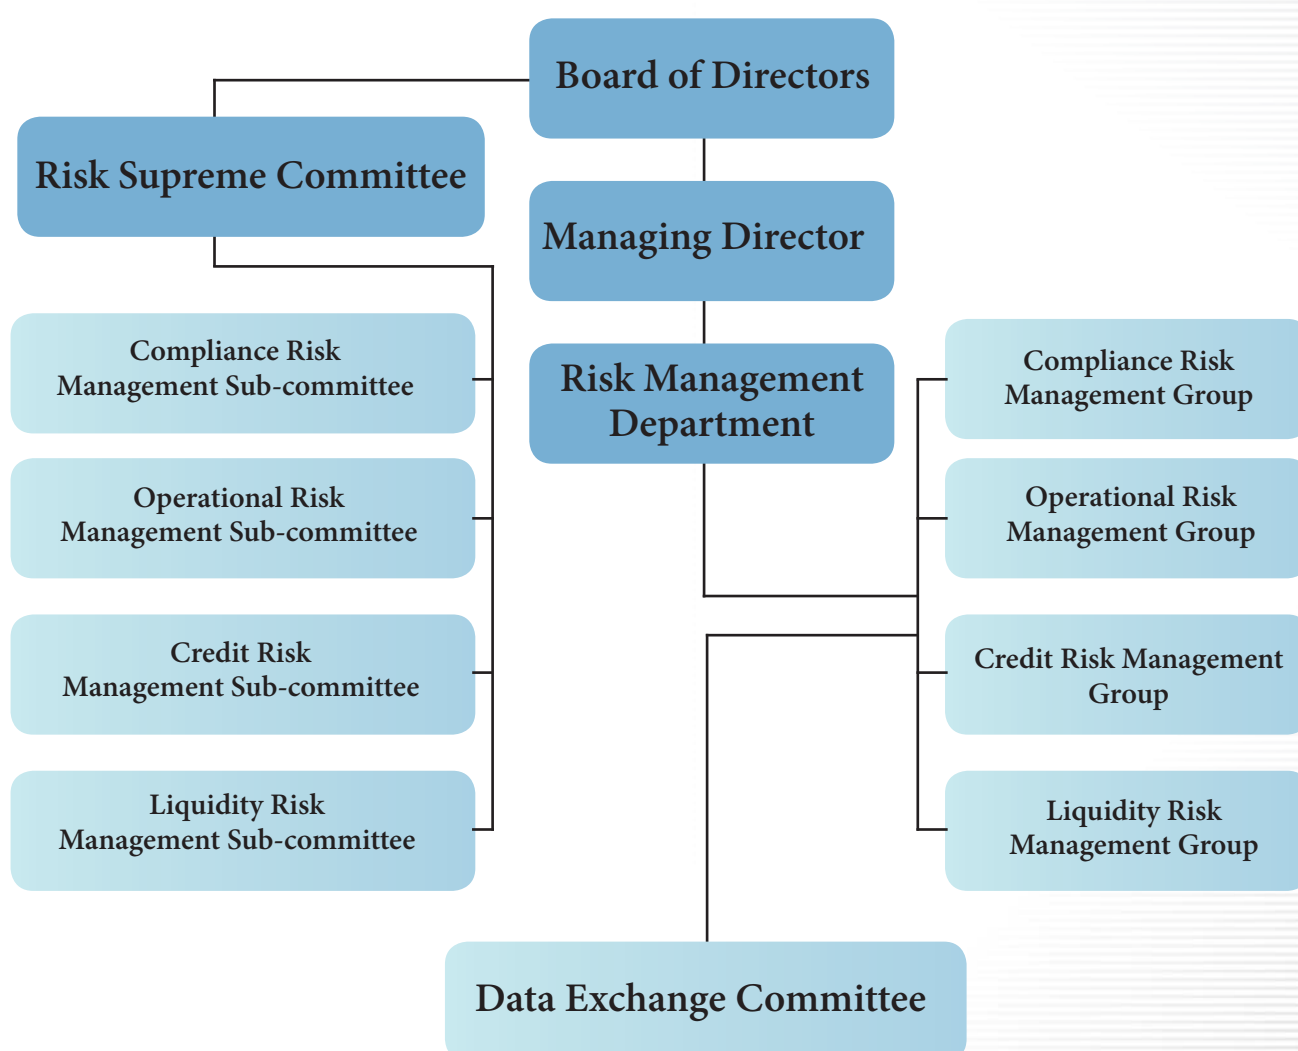 Board of Directors
Risk Supreme Committee
Managing Director
Risk Management
Department
Compliance Risk
Management Sub-committee
Operational Risk
Management Sub-committee
Credit Risk
Management Sub-committee
Liquidity Risk
Management Sub-committee
Compliance Risk
Management Group
Operational Risk
Management Group
Credit Risk Management
Group
Liquidity Risk
Management Group
Data Exchange Committee